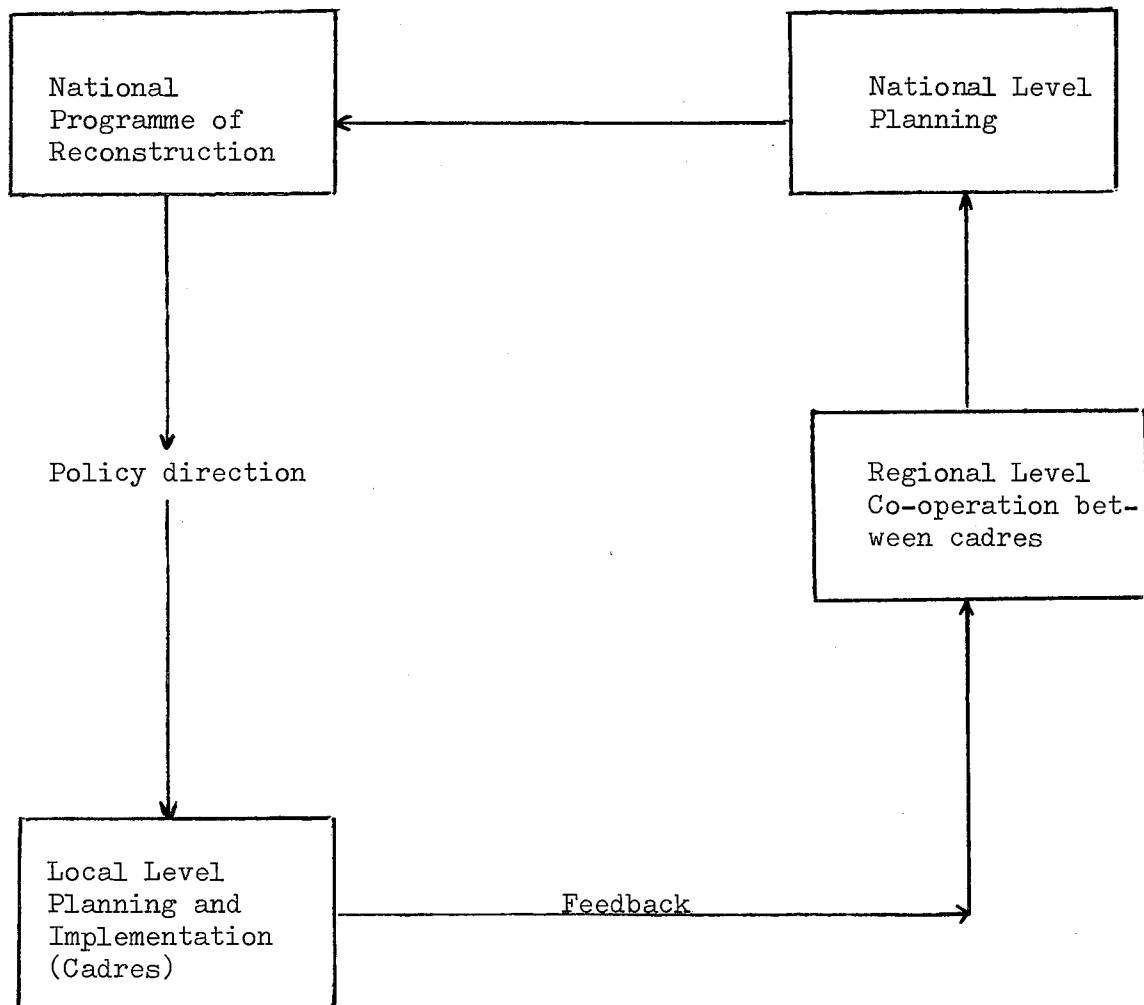 National
Programme of
Reconstruction
National Level
Planning
Policy direction
Regional Level
Co-operation bet-
ween cadres
Local Level
Planning and
Implementation
(Cadres)
Feedback